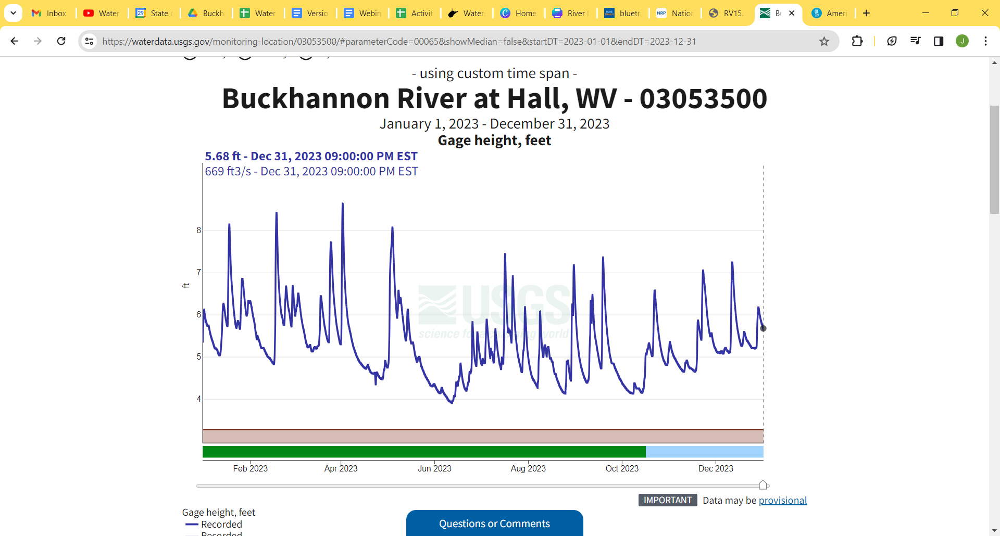 Inbox
Water
State
Buckh
Water
Versio
Webin
Activit
Water
Home
River
bluetr
Nation
RV15.
Ameri
https://waterdata.usgs.gov/monitoring-location/03053500/#parameterCode=00065&showMedian=false&startDT=2023-01-01&endDT=2023-12-31
J
- using custom time span -
Buckhannon River at Hall, WV - 03053500
January 1, 2023 - December 31, 2023
Gage height, feet
5.68 ft - Dec 31, 2023 09:00:00 PM EST
669 ft3/s - Dec 31, 2023 09:00:00 PM EST
8
7
ft
6
5
4
USGS
science for a changing world
Feb 2023
Apr 2023
Jun 2023
Aug 2023
Oct 2023
Dec 2023
IMPORTANT Data may be provisional
Gage height, feet
Recorded
Questions or Comments
Recorded